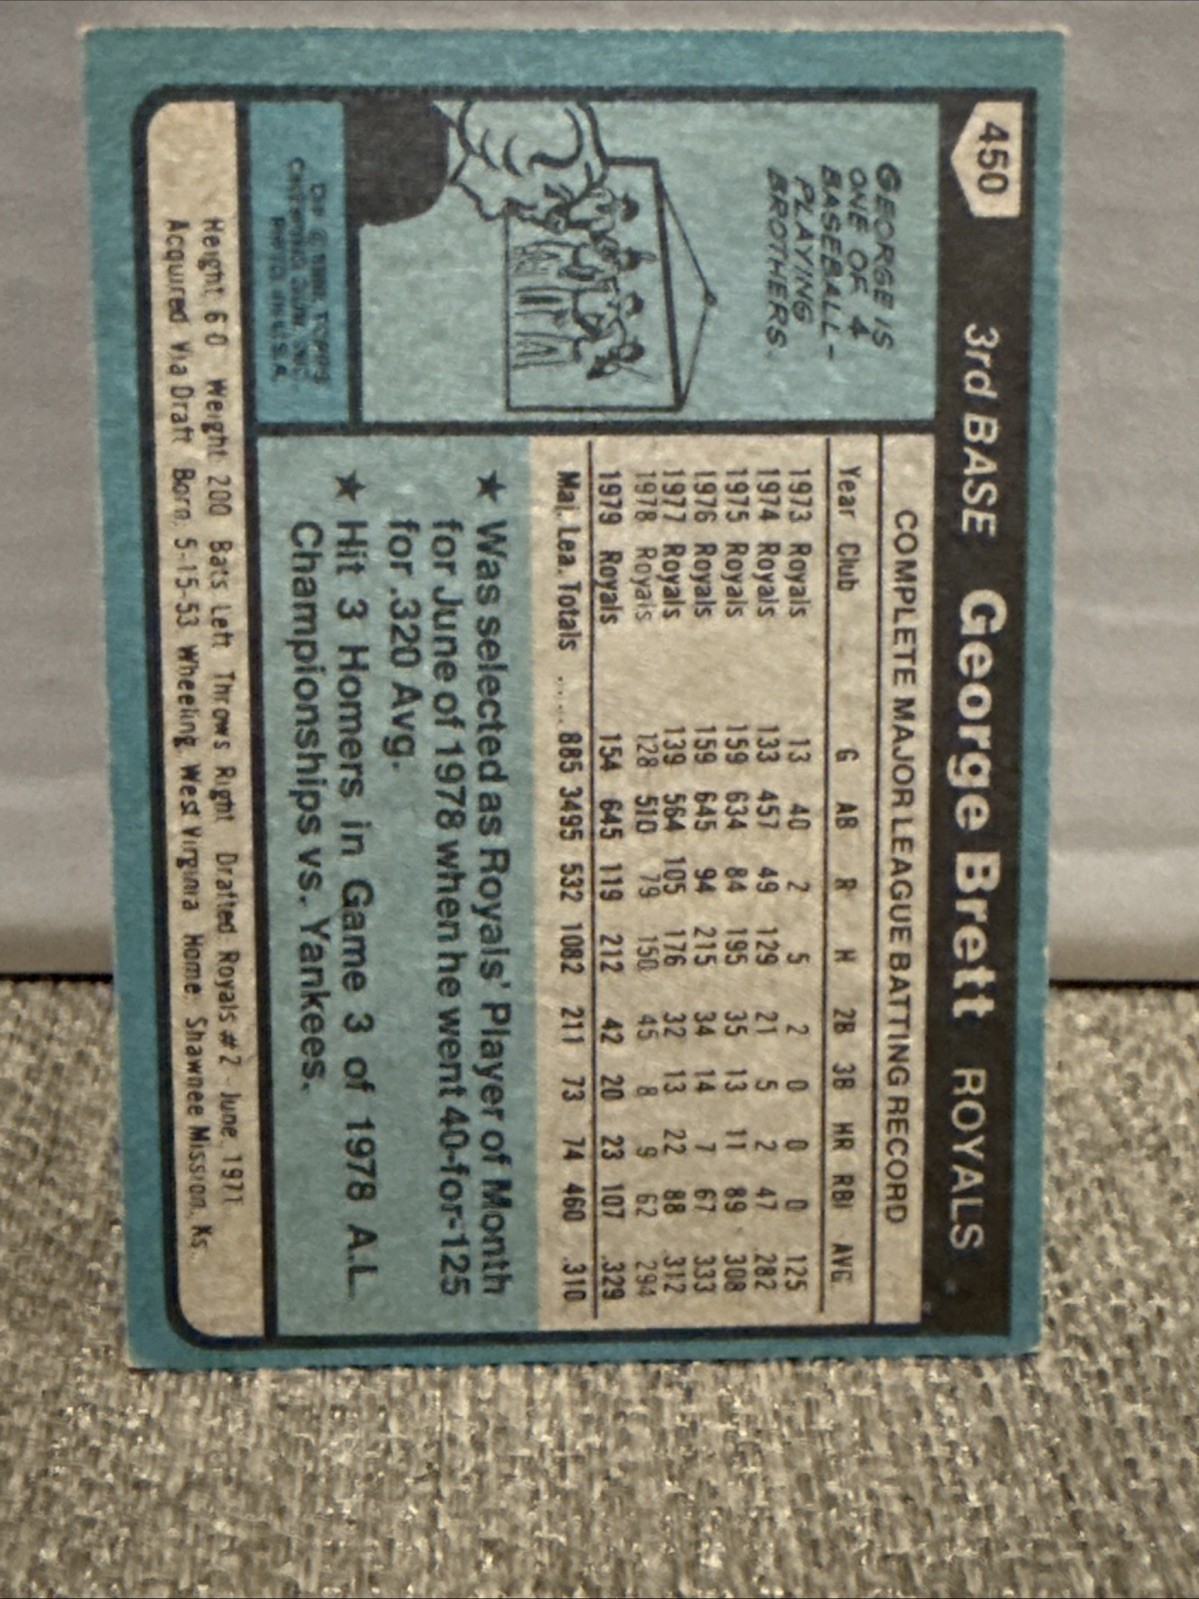 450
3rd BASE George Brett ROYALS
GEORGE IS
ONE OF 4
BASEBALL-
PLAYING
BROTHERS.
COMPLETE MAJOR LEAGUE BATTING RECORD
Year Club G AB R H 2B 3B HR RBI AVG.
1973 Royals 13 40 2 5 2 0 0 0 .125
1974 Royals 133 457 49 129 21 5 2 47 .282
1975 Royals 159 634 84 195 35 13 11 89 .308
1976 Royals 159 645 94 215 34 14 7 67 .333
1977 Royals 139 564 105 176 32 13 22 88 .312
1978 Royals 128 510 79 150 45 8 9 62 .294
1979 Royals 154 645 119 212 42 20 23 107 .329
Maj. Lea. Totals ..... 885 3495 532 1082 211 73 74 460 .310
★ Was selected as Royals' Player of Month
for June of 1978 when he went 40-for-125
for .320 Avg.
★ Hit 3 Homers in Game 3 of 1978 A.L.
Championships vs. Yankees.
© 1980 TOPPS
CHEWING GUM, INC.
PRTD. IN U.S.A.
Height: 6'0" Weight: 200 Bats: Left Throws: Right Drafted: Royals #2 - June, 1971
Acquired: Via Draft Born: 5-15-53, Wheeling, West Virginia Home: Shawnee Mission, Ks.